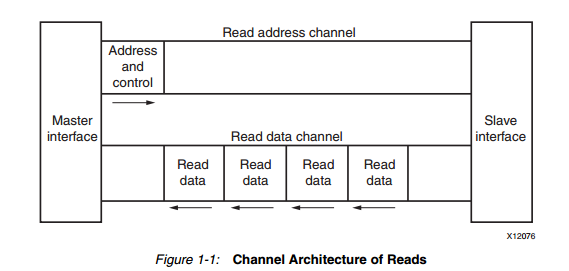 Read address channel
Address
and
control
Master
interface
Slave
interface
Read data channel
Read
data
Read
data
Read
data
Read
data
X12076
Figure 1-1: Channel Architecture of Reads